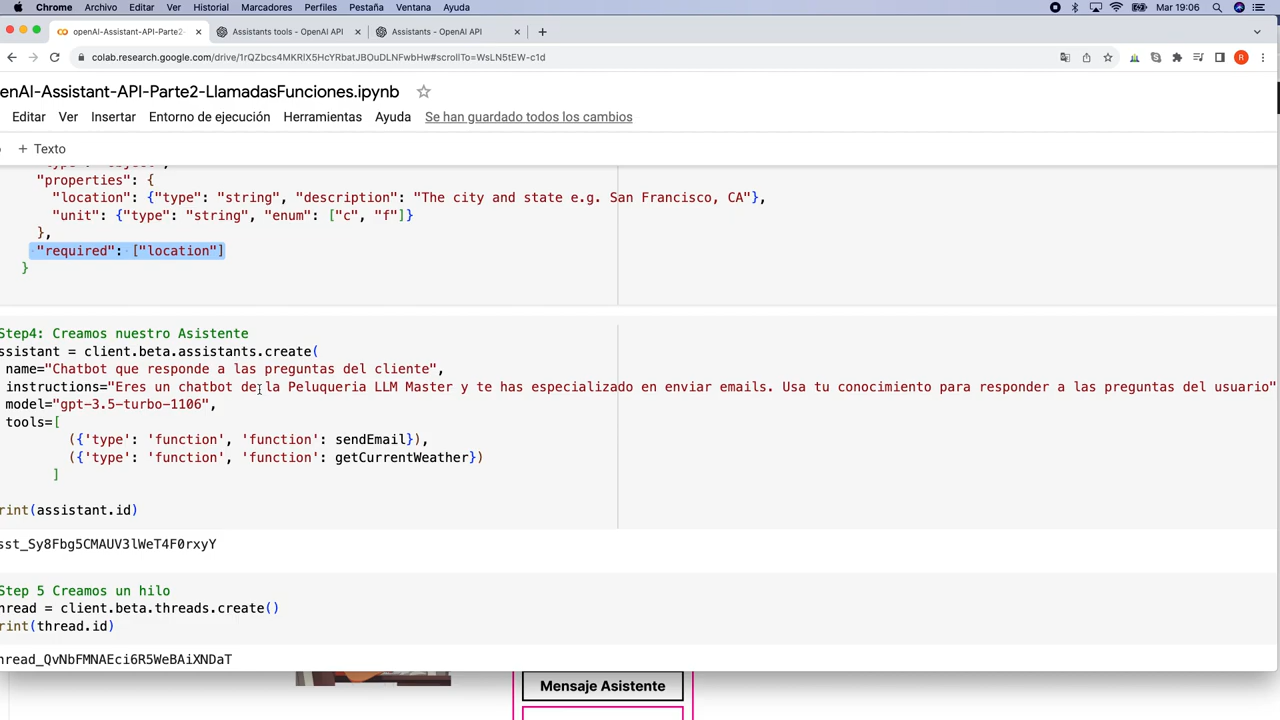 Chrome Archivo Editar Ver Historial Marcadores Perfiles Pestaña Ventana Ayuda Mar 19:06
openAI-Assistant-API-Parte2- Assistants tools - OpenAI API Assistants - OpenAI API
colab.research.google.com/drive/1rQZbcs4MKRlX5HcYRbatJBOuDLNFwbHw#scrollTo=WsLN5tEW-c1d R
enAI-Assistant-API-Parte2-LlamadasFunciones.ipynb
Editar Ver Insertar Entorno de ejecución Herramientas Ayuda Se han guardado todos los cambios
+ Texto
"properties": {
"location": {"type": "string", "description": "The city and state e.g. San Francisco, CA"},
"unit": {"type": "string", "enum": ["c", "f"]}
},
"required": ["location"]
}
Step4: Creamos nuestro Asistente
ssistant = client.beta.assistants.create(
name="Chatbot que responde a las preguntas del cliente",
instructions="Eres un chatbot de la Peluqueria LLM Master y te has especializado en enviar emails. Usa tu conocimiento para responder a las preguntas del usuario"
model="gpt-3.5-turbo-1106",
tools=[
({'type': 'function', 'function': sendEmail}),
({'type': 'function', 'function': getCurrentWeather})
]
rint(assistant.id)
sst_Sy8Fbg5CMAUV3lWeT4F0rxyY
Step 5 Creamos un hilo
hread = client.beta.threads.create()
rint(thread.id)
hread_QvNbFMNAEci6R5WeBAiXNDaT
Mensaje Asistente